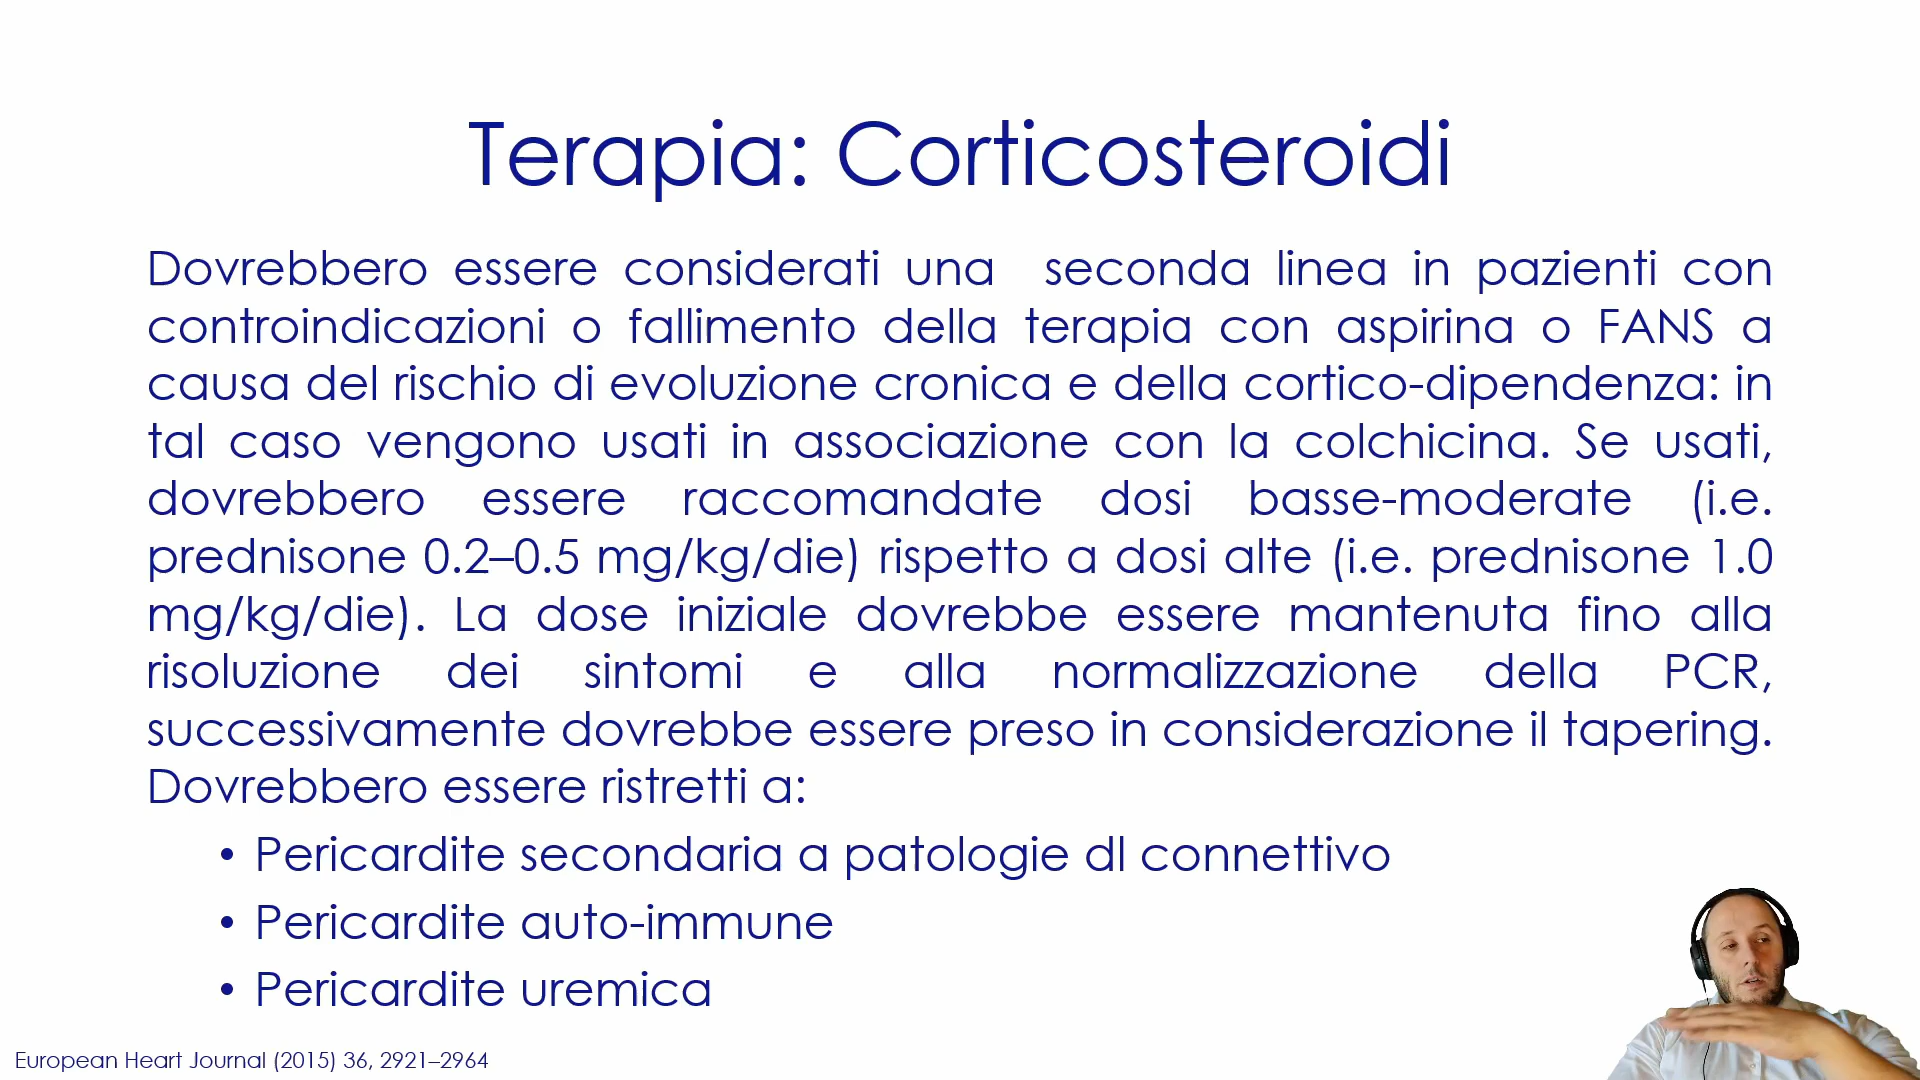 Terapia: Corticosteroidi
Dovrebbero essere considerati una seconda linea in pazienti con
controindicazioni o fallimento della terapia con aspirina o FANS a
causa del rischio di evoluzione cronica e della cortico-dipendenza: in
tal caso vengono usati in associazione con la colchicina. Se usati,
dovrebbero essere raccomandate dosi basse-moderate (i.e.
prednisone 0.2–0.5 mg/kg/die) rispetto a dosi alte (i.e. prednisone 1.0
mg/kg/die). La dose iniziale dovrebbe essere mantenuta fino alla
risoluzione dei sintomi e alla normalizzazione della PCR,
successivamente dovrebbe essere preso in considerazione il tapering.
Dovrebbero essere ristretti a:
• Pericardite secondaria a patologie dl connettivo
• Pericardite auto-immune
• Pericardite uremica
European Heart Journal (2015) 36, 2921–2964